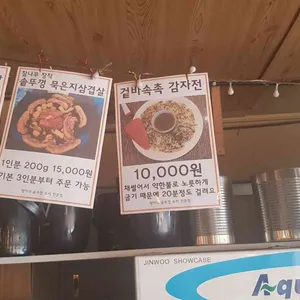 참나무 장작
솥뚜껑 묵은지삼겹살
1인분 200g 15,000원
기본 3인분부터 주문 가능
겉바속촉 감자전
10,000원
채썰어서 약한불로 노릇하게
굽기 때문에 20분정도 걸려요
JINWOO SHOWCASE
Aqu